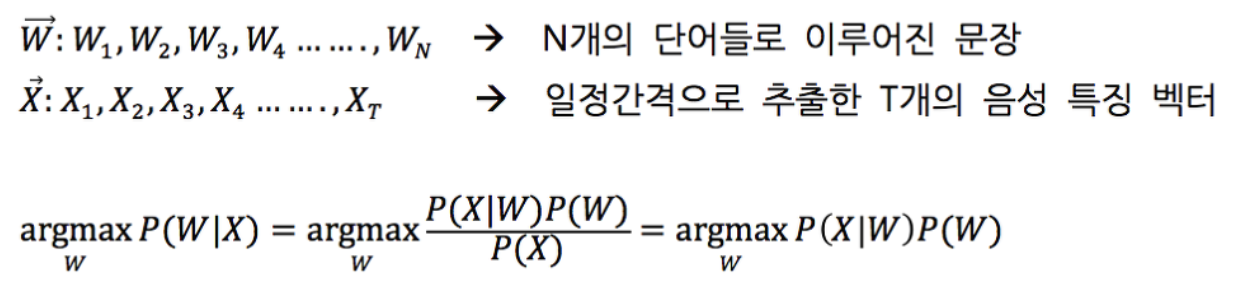 $\overrightarrow{W}: W_1, W_2, W_3, W_4 \ldots\ldots., W_N$ → N개의 단어들로 이루어진 문장
$\vec{X}: X_1, X_2, X_3, X_4 \ldots\ldots., X_T$ → 일정간격으로 추출한 T개의 음성 특징 벡터
$\underset{W}{\operatorname{argmax}} P(W|X) = \underset{W}{\operatorname{argmax}} \frac{P(X|W)P(W)}{P(X)} = \underset{W}{\operatorname{argmax}} P(X|W)P(W)$